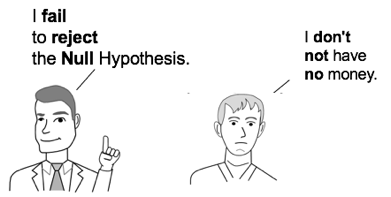 I fail
to reject
the Null Hypothesis.
I don't
not have
no money.